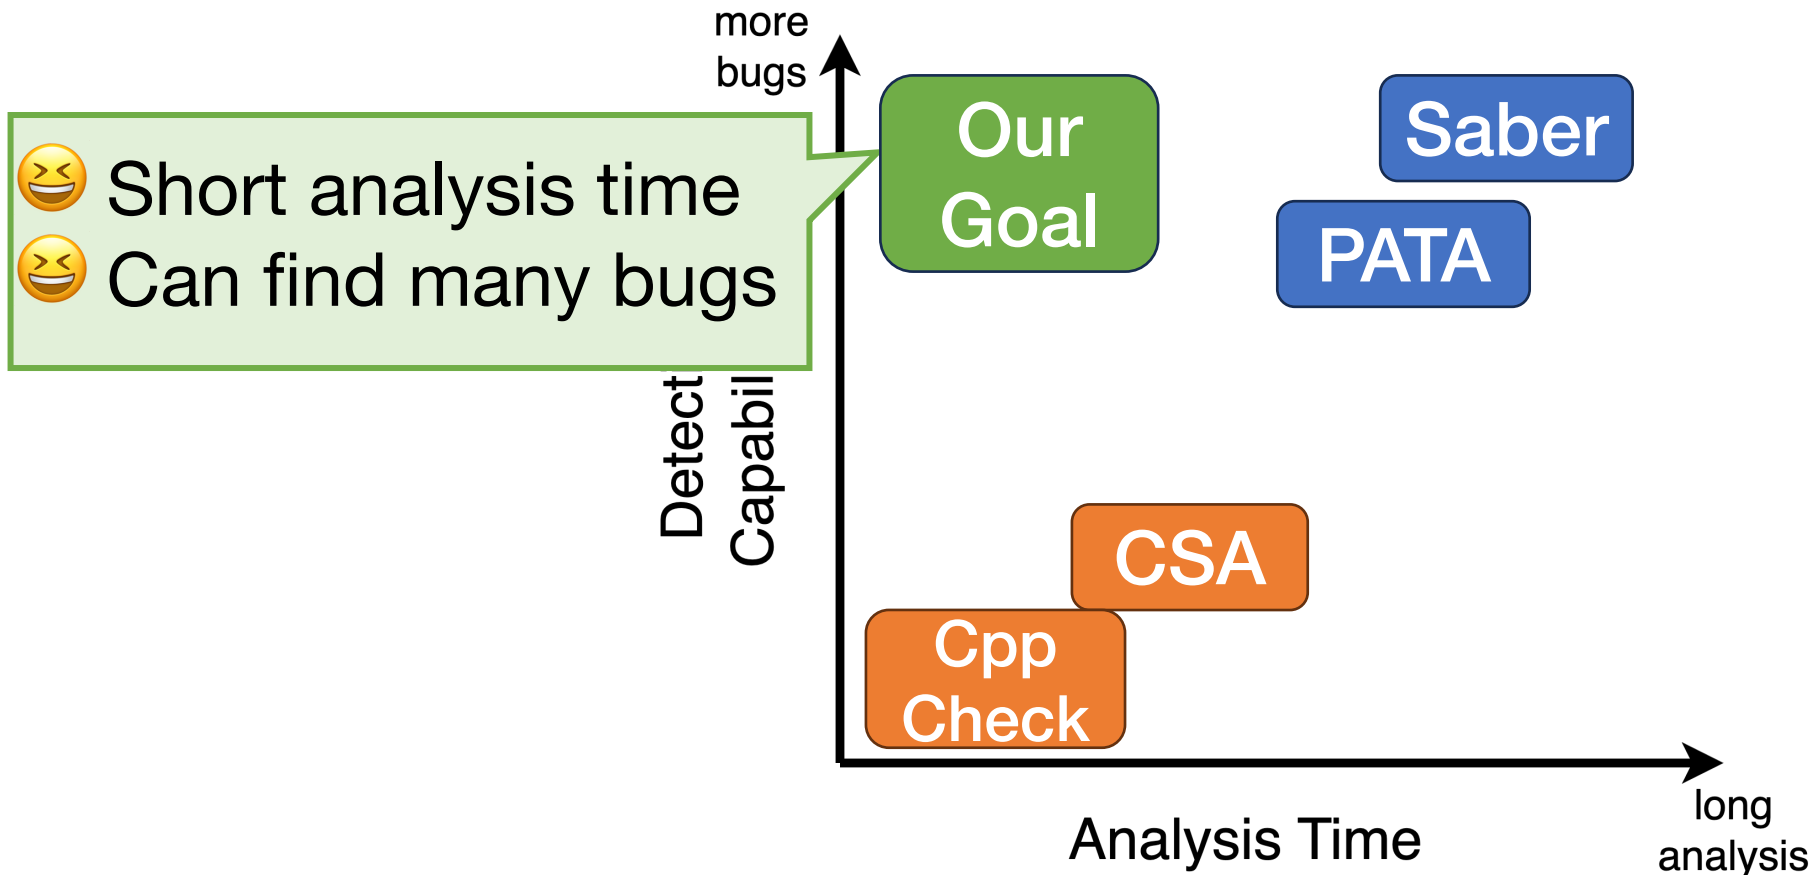 more
bugs
Our
Goal
Saber
PATA
Short analysis time
Can find many bugs
Detect
Capabil
CSA
Cpp
Check
Analysis Time
long
analysis